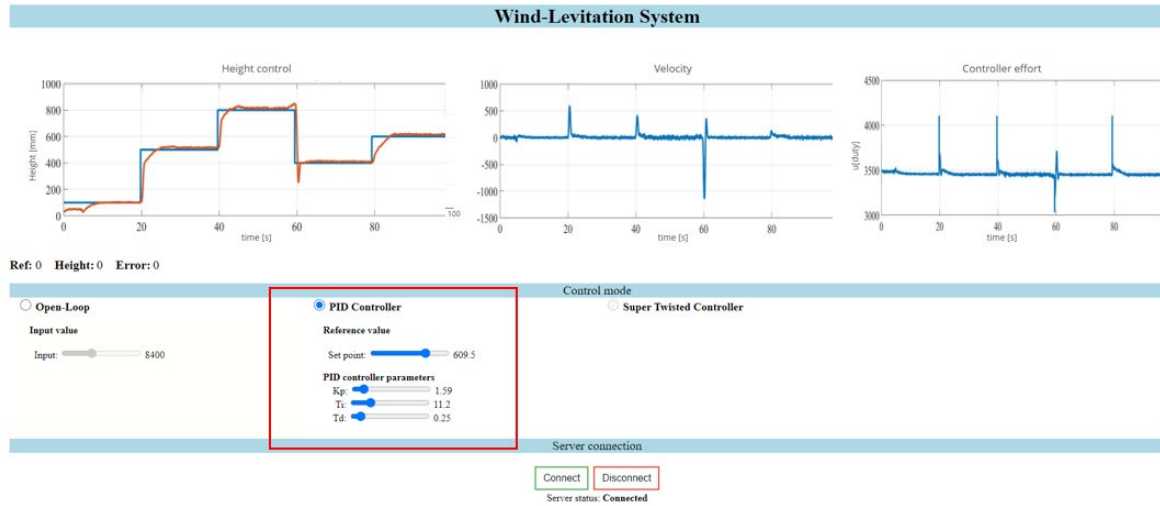 Wind-Levitation System
Height control
Height [mm]
1000
800
600
400
200
0
0 20 40 60 80
100
time [s]
Velocity
1000
500
0
-500
-1000
-1500
0 20 40 60 80
time [s]
Controller effort
u[duty]
4500
4000
3500
3000
0 20 40 60 80
time [s]
Ref: 0 Height: 0 Error: 0
Control mode
Open-Loop
Input value
Input: 8400
PID Controller
Reference value
Set point: 609.5
PID controller parameters
Kp: 1.59
Ti: 11.2
Td: 0.25
Super Twisted Controller
Server connection
Connect Disconnect
Server status: Connected